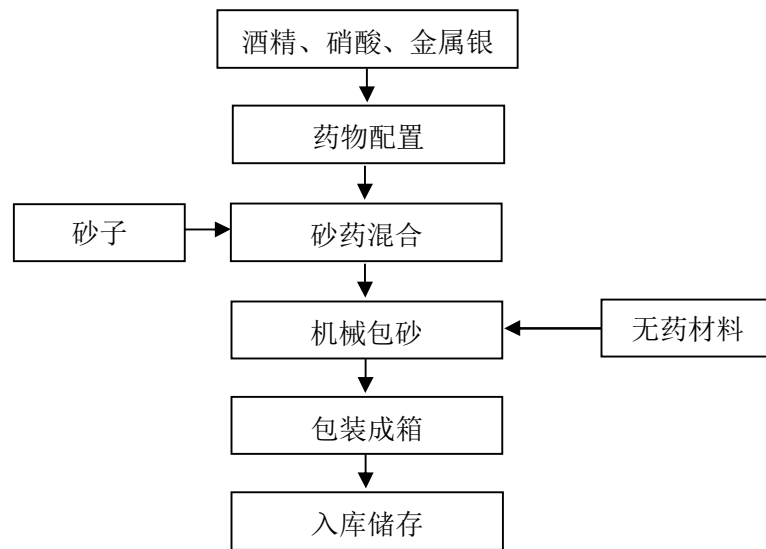 酒精、硝酸、金属银
药物配置
砂子
砂药混合
机械包砂
无药材料
包装成箱
入库储存